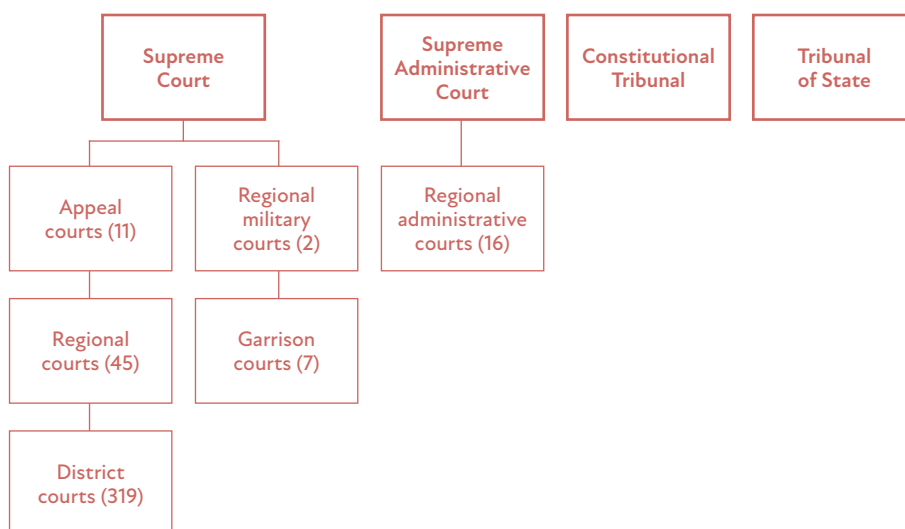 Supreme
Court
Supreme
Administrative
Court
Constitutional
Tribunal
Tribunal
of State
Appeal
courts (11)
Regional
military
courts (2)
Regional
administrative
courts (16)
Regional
courts (45)
Garrison
courts (7)
District
courts (319)